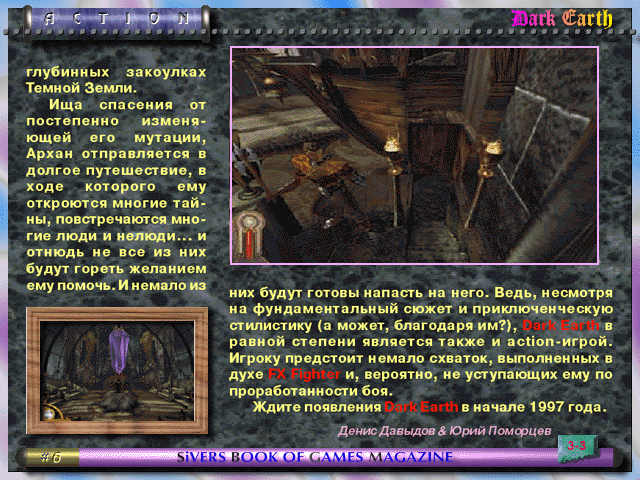 ACTION
Dark Earth
глубинных закоулках
Темной Земли.
Ища спасения от
постепенно изменя-
ющей его мутации,
Архан отправляется в
долгое путешествие, в
ходе которого ему
откроются многие тай-
ны, повстречаются мно-
гие люди и нелюди... и
отнюдь не все из них
будут гореть желанием
ему помочь. И немало из
них будут готовы напасть на него. Ведь, несмотря
на фундаментальный сюжет и приключенческую
стилистику (а может, благодаря им?), Dark Earth в
равной степени является также и action-игрой.
Игроку предстоит немало схваток, выполненных в
духе FX Fighter и, вероятно, не уступающих ему по
проработанности боя.
Ждите появления Dark Earth в начале 1997 года.
Денис Давыдов & Юрий Поморцев
3-3
#6
SiVERS BOOK OF GAMES MAGAZINE